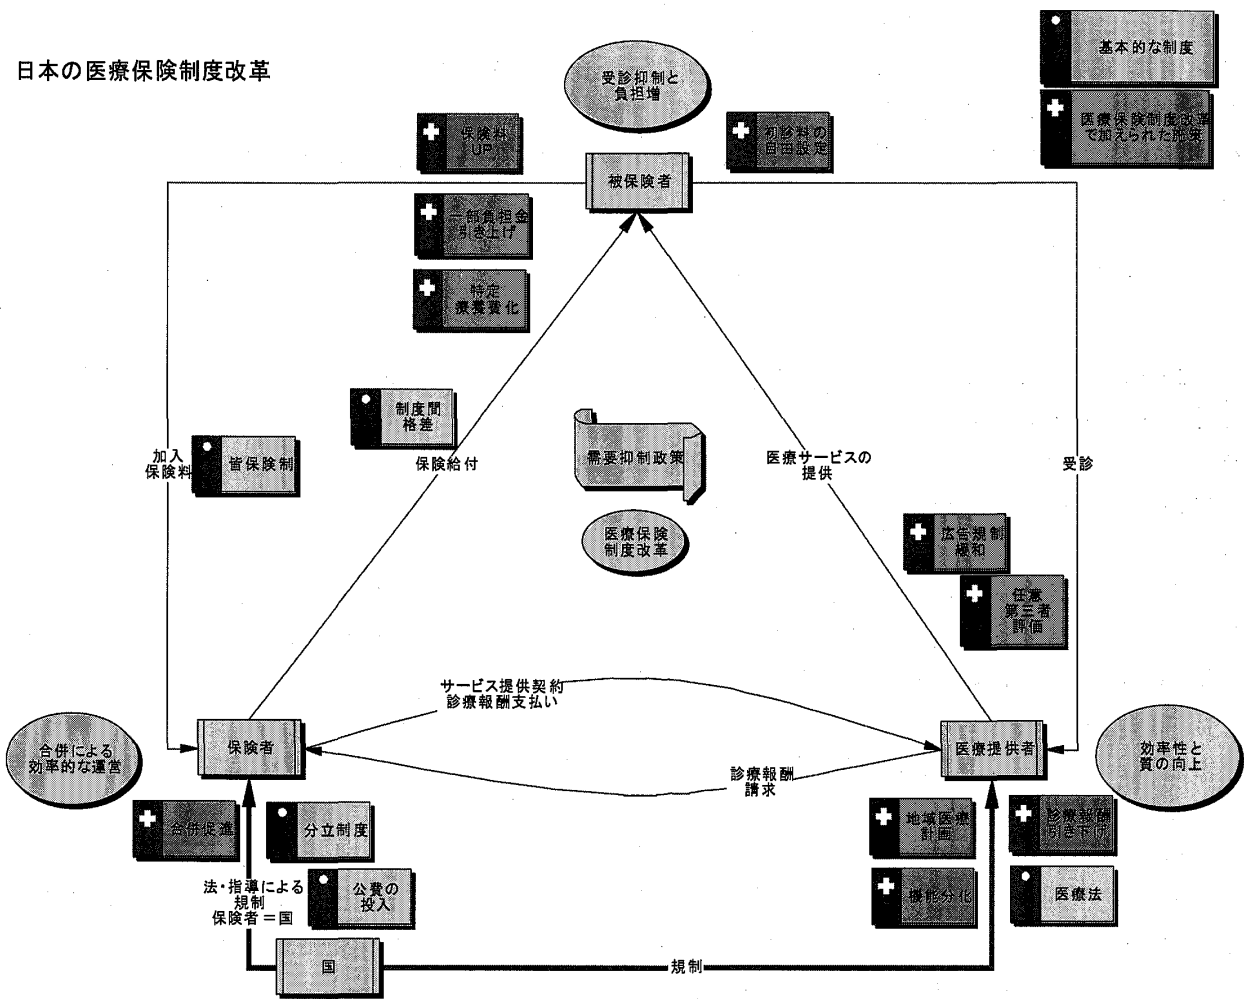 日本の医療保険制度改革
基本的な制度
医療保険制度改革
で加えられた施策
受診抑制と
負担増
保険料
UP
初診料の
自由設定
被保険者
一部負担金
引き上げ
特定
療養費化
制度間
格差
保険給付
加入
保険料
皆保険制
需要抑制政策
医療保険
制度改革
医療サービスの
提供
受診
広告規制
緩和
任意
第三者
評価
サービス提供契約
診療報酬支払い
保険者
医療提供者
合併による
効率的な運営
効率性と
質の向上
診療報酬
請求
合併促進
分立制度
公費の
投入
法・指導による
規制
保険者=国
地域医療
計画
診療報酬
引き下げ
機能分化
医療法
国
規制